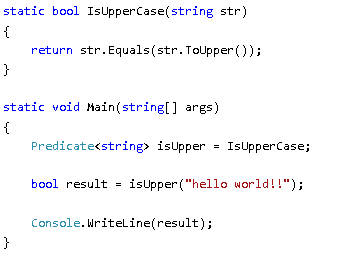 static bool IsUpperCase(string str)
{
    return str.Equals(str.ToUpper());
}
static void Main(string[] args)
{
    Predicate<string> isUpper = IsUpperCase;
    bool result = isUpper("hello world!!");
    Console.WriteLine(result);
}